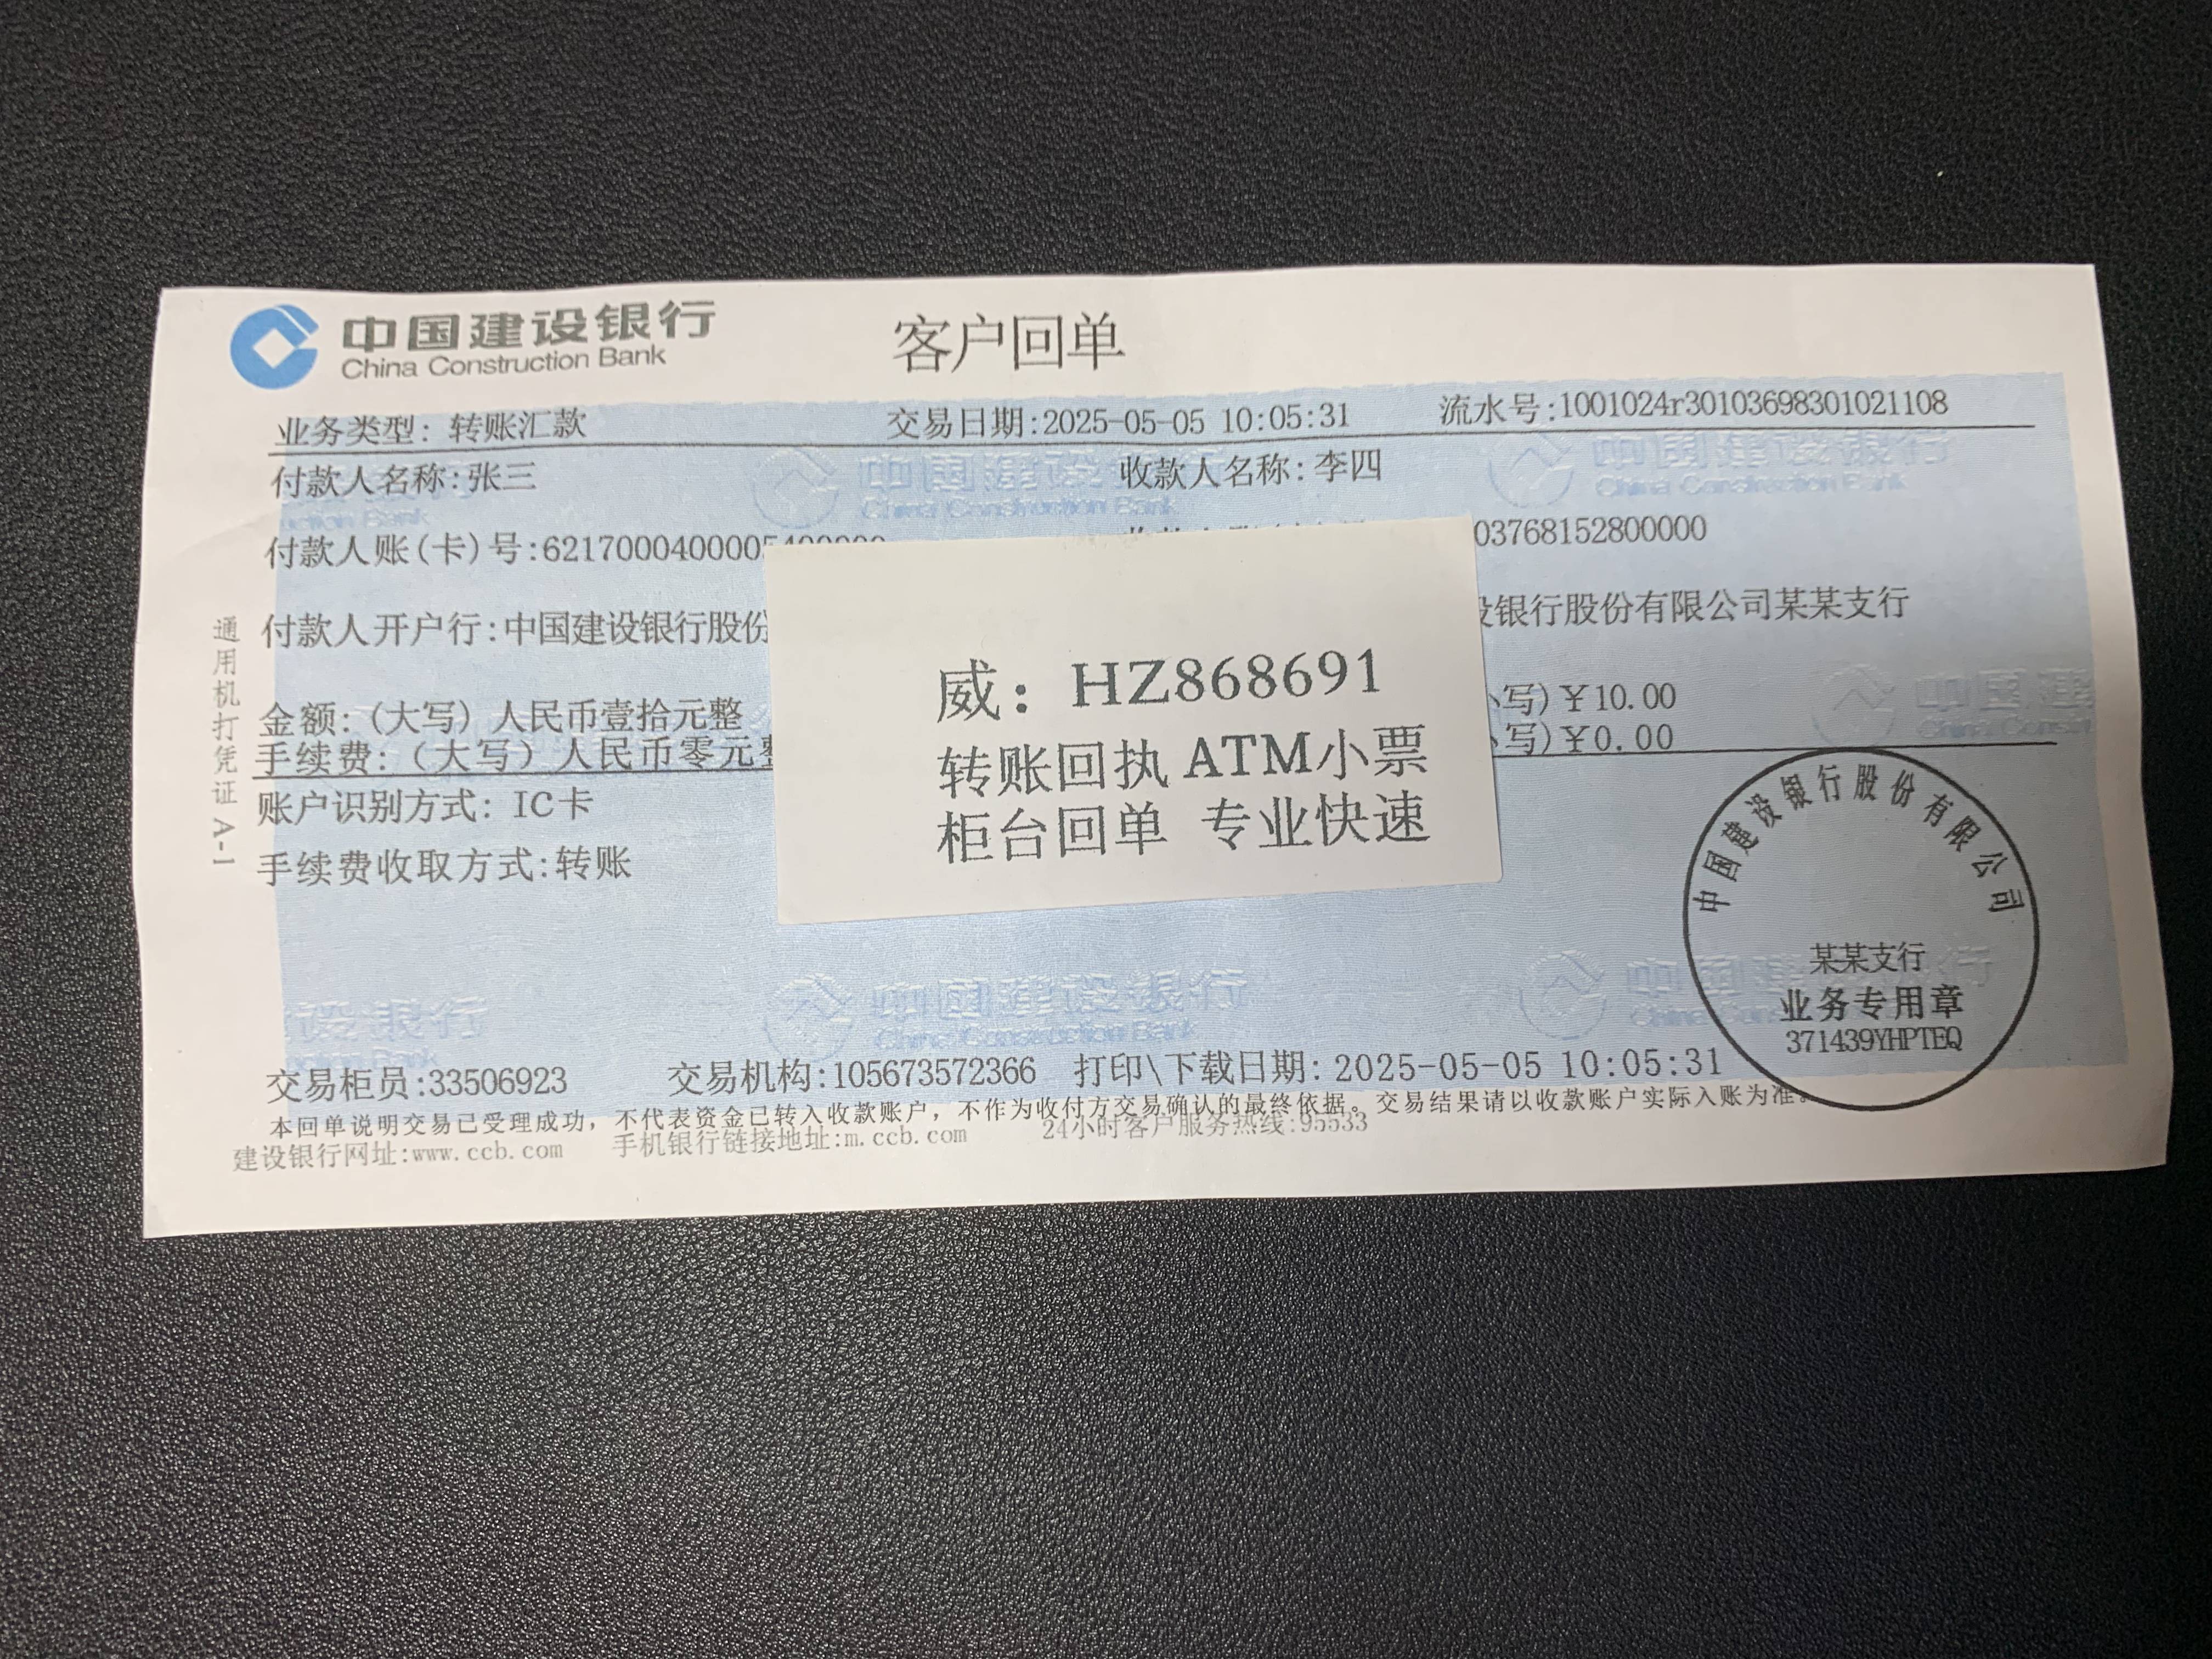 中国建设银行
China Construction Bank
客户回单
业务类型: 转账汇款 交易日期:2025-05-05 10:05:31 流水号:1001024r30103698301021108
付款人名称:张三 收款人名称:李四
付款人账(卡)号:6217000400005400000 03768152800000
付款人开户行:中国建设银行股份 设银行股份有限公司某某支行
金额:(大写) 人民币壹拾元整 小写)¥10.00
手续费:(大写) 人民币零元整 小写)¥0.00
账户识别方式: IC卡
手续费收取方式:转账
通用机打凭证 A-1
威: HZ868691
转账回执 ATM小票
柜台回单 专业快速
中国建设银行股份有限公司
某某支行
业务专用章
371439YHPTEQ
交易柜员:33506923 交易机构:105673572366 打印\下载日期: 2025-05-05 10:05:31
本回单说明交易已受理成功, 不代表资金已转入收款账户, 不作为收付方交易确认的最终依据。交易结果请以收款账户实际入账为准。
建设银行网址:www.ccb.com 手机银行链接地址:m.ccb.com 24小时客户服务热线:95533
中国建设银行
China Construction Bank